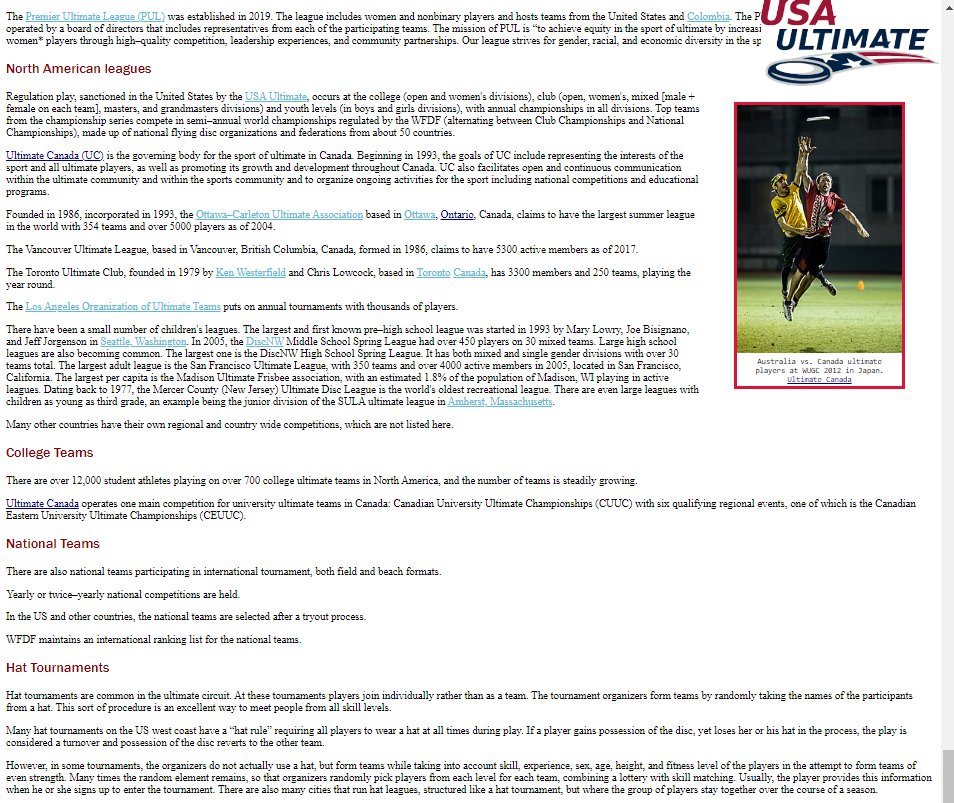 The Premier Ultimate League (PUL) was established in 2019. The league includes women and nonbinary players and hosts teams from the United States and Colombia. The P
operated by a board of directors that includes representatives from each of the participating teams. The mission of PUL is “to achieve equity in the sport of ultimate by increasi
women* players through high–quality competition, leadership experiences, and community partnerships. Our league strives for gender, racial, and economic diversity in the sp
USA
ULTIMATE
North American leagues
Regulation play, sanctioned in the United States by the USA Ultimate, occurs at the college (open and women's divisions), club (open, women's, mixed [male +
female on each team], masters, and grandmasters divisions) and youth levels (in boys and girls divisions), with annual championships in all divisions. Top teams
from the championship series compete in semi–annual world championships regulated by the WFDF (alternating between Club Championships and National
Championships), made up of national flying disc organizations and federations from about 50 countries.
Ultimate Canada (UC) is the governing body for the sport of ultimate in Canada. Beginning in 1993, the goals of UC include representing the interests of the
sport and all ultimate players, as well as promoting its growth and development throughout Canada. UC also facilitates open and continuous communication
within the ultimate community and within the sports community and to organize ongoing activities for the sport including national competitions and educational
programs.
Founded in 1986, incorporated in 1993, the Ottawa–Carleton Ultimate Association based in Ottawa, Ontario, Canada, claims to have the largest summer league
in the world with 354 teams and over 5000 players as of 2004.
The Vancouver Ultimate League, based in Vancouver, British Columbia, Canada, formed in 1986, claims to have 5300 active members as of 2017.
The Toronto Ultimate Club, founded in 1979 by Ken Westerfield and Chris Lowcock, based in Toronto Canada, has 3300 members and 250 teams, playing the
year round.
The Los Angeles Organization of Ultimate Teams puts on annual tournaments with thousands of players.
There have been a small number of children's leagues. The largest and first known pre–high school league was started in 1993 by Mary Lowry, Joe Bisignano,
and Jeff Jorgenson in Seattle, Washington. In 2005, the DiscNW Middle School Spring League had over 450 players on 30 mixed teams. Large high school
leagues are also becoming common. The largest one is the DiscNW High School Spring League. It has both mixed and single gender divisions with over 30
teams total. The largest adult league is the San Francisco Ultimate League, with 350 teams and over 4000 active members in 2005, located in San Francisco,
California. The largest per capita is the Madison Ultimate Frisbee association, with an estimated 1.8% of the population of Madison, WI playing in active
leagues. Dating back to 1977, the Mercer County (New Jersey) Ultimate Disc League is the world's oldest recreational league. There are even large leagues with
children as young as third grade, an example being the junior division of the SULA ultimate league in Amherst, Massachusetts.
Many other countries have their own regional and country wide competitions, which are not listed here.
Australia vs. Canada ultimate
players at WUGC 2012 in Japan.
Ultimate Canada
College Teams
There are over 12,000 student athletes playing on over 700 college ultimate teams in North America, and the number of teams is steadily growing.
Ultimate Canada operates one main competition for university ultimate teams in Canada: Canadian University Ultimate Championships (CUUC) with six qualifying regional events, one of which is the Canadian
Eastern University Ultimate Championships (CEUUC).
National Teams
There are also national teams participating in international tournament, both field and beach formats.
Yearly or twice–yearly national competitions are held.
In the US and other countries, the national teams are selected after a tryout process.
WFDF maintains an international ranking list for the national teams.
Hat Tournaments
Hat tournaments are common in the ultimate circuit. At these tournaments players join individually rather than as a team. The tournament organizers form teams by randomly taking the names of the participants
from a hat. This sort of procedure is an excellent way to meet people from all skill levels.
Many hat tournaments on the US west coast have a “hat rule” requiring all players to wear a hat at all times during play. If a player gains possession of the disc, yet loses her or his hat in the process, the play is
considered a turnover and possession of the disc reverts to the other team.
However, in some tournaments, the organizers do not actually use a hat, but form teams while taking into account skill, experience, sex, age, height, and fitness level of the players in the attempt to form teams of
even strength. Many times the random element remains, so that organizers randomly pick players from each level for each team, combining a lottery with skill matching. Usually, the player provides this information
when he or she signs up to enter the tournament. There are also many cities that run hat leagues, structured like a hat tournament, but where the group of players stay together over the course of a season.